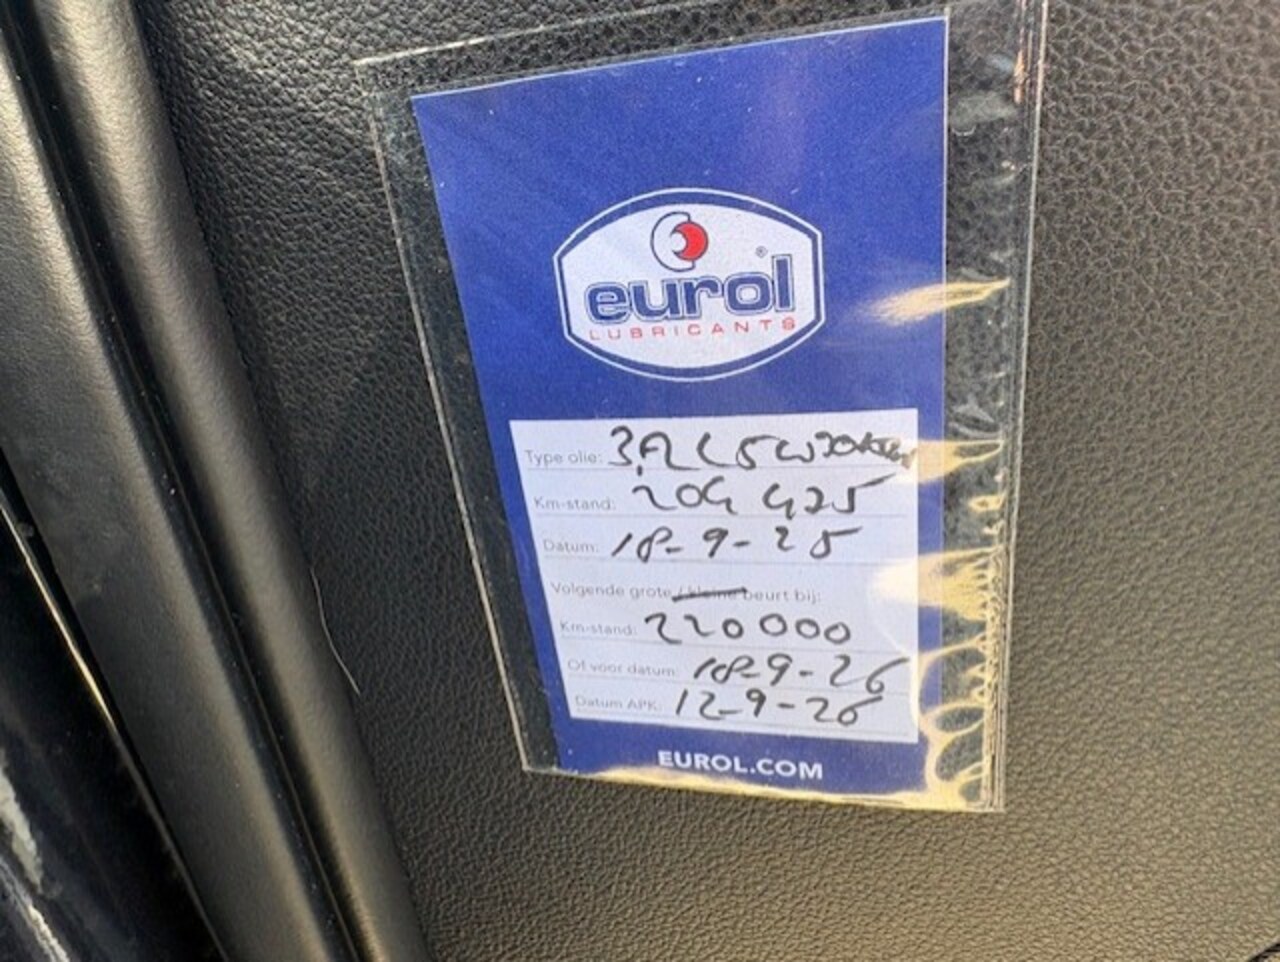 eurol®
LUBRICANTS
Type olie: 3,2 L 5w30
Km-stand: 204 425
Datum: 18-9-25
Volgende grote / kleine beurt bij:
Km-stand: 220000
Of voor datum: 18-9-26
Datum APK: 12-9-26
EUROL.COM